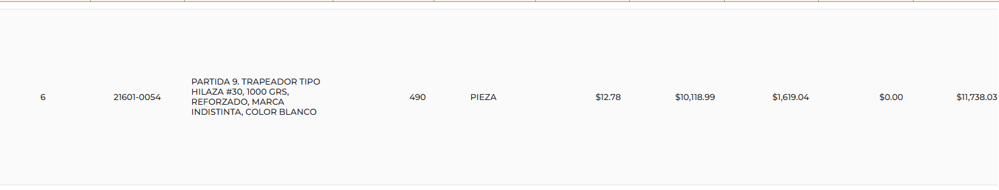 6 21601-0054 PARTIDA 9. TRAPEADOR TIPO HILAZA #30, 1000 GRS, REFORZADO, MARCA INDISTINTA, COLOR BLANCO 490 PIEZA $12.78 $10,118.99 $1,619.04 $0.00 $11,738.03